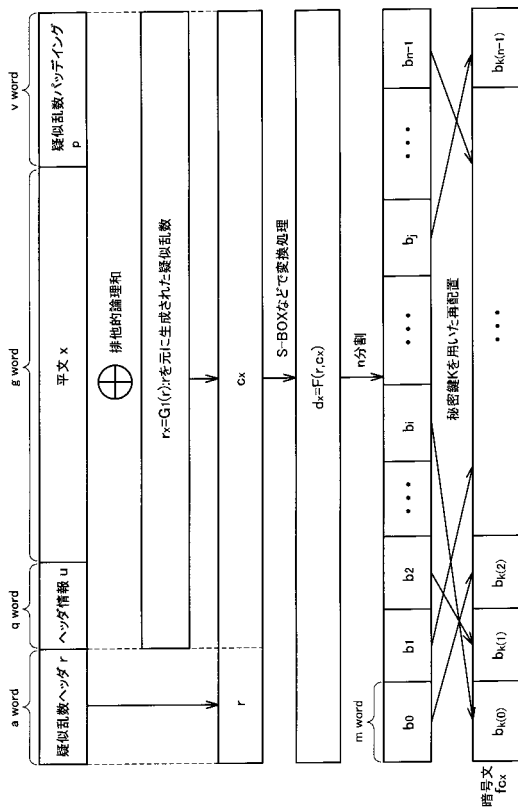 a word
q word
g word
v word
疑似乱数ヘッダ r
ヘッダ情報 u
平文 x
疑似乱数パッディング p
排他的論理和
rx=G1(r):rを元に生成された疑似乱数
r
cx
S-BOXなどで変換処理
dx=F(r,cx)
n分割
m word
b0
b1
b2
• • •
bi
• • •
bj
• • •
bn-1
秘密鍵Kを用いた再配置
暗号文 fcx
bk(0)
bk(1)
bk(2)
• • •
bk(n-1)